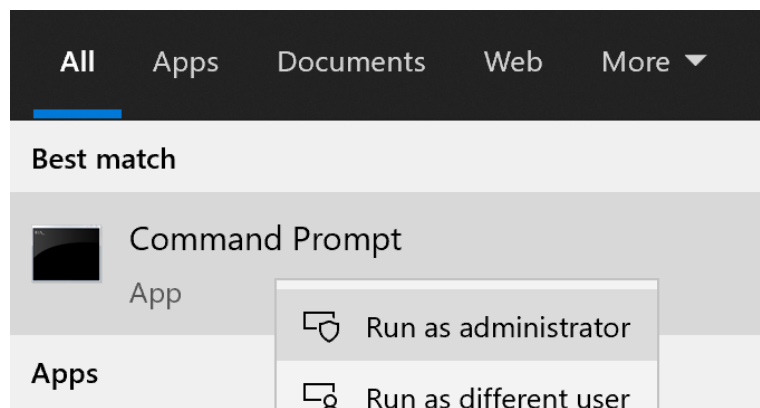 All Apps Documents Web More
Best match
Command Prompt
App
Run as administrator
Apps
Run as different user